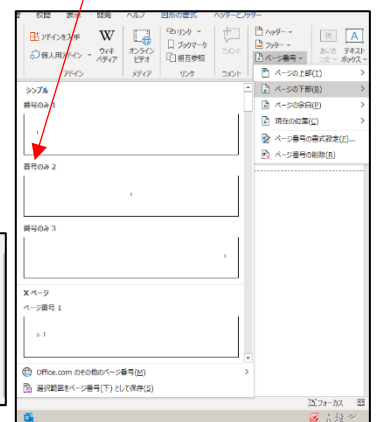 校閲 表示 開発 ヘルプ 図形の書式 ヘッダーとフッター
アドインを入手
個人用アドイン
アドイン
W
ウィキ
ペディア
オンライン
ビデオ
メディア
リンク
ブックマーク
相互参照
リンク
コメント
コメント
ヘッダー
フッター
ページ番号
あいさつ
文
テキスト
ボックス
ページの上部(T)
ページの下部(B)
ページの余白(P)
現在の位置(C)
ページ番号の書式設定(F)...
ページ番号の削除(R)
シンプル
番号のみ 1
番号のみ 2
番号のみ 3
X ページ
ページ番号 1
Office.com のその他のページ番号(M)
選択範囲をページ番号(下) として保存(S)
フォーカス